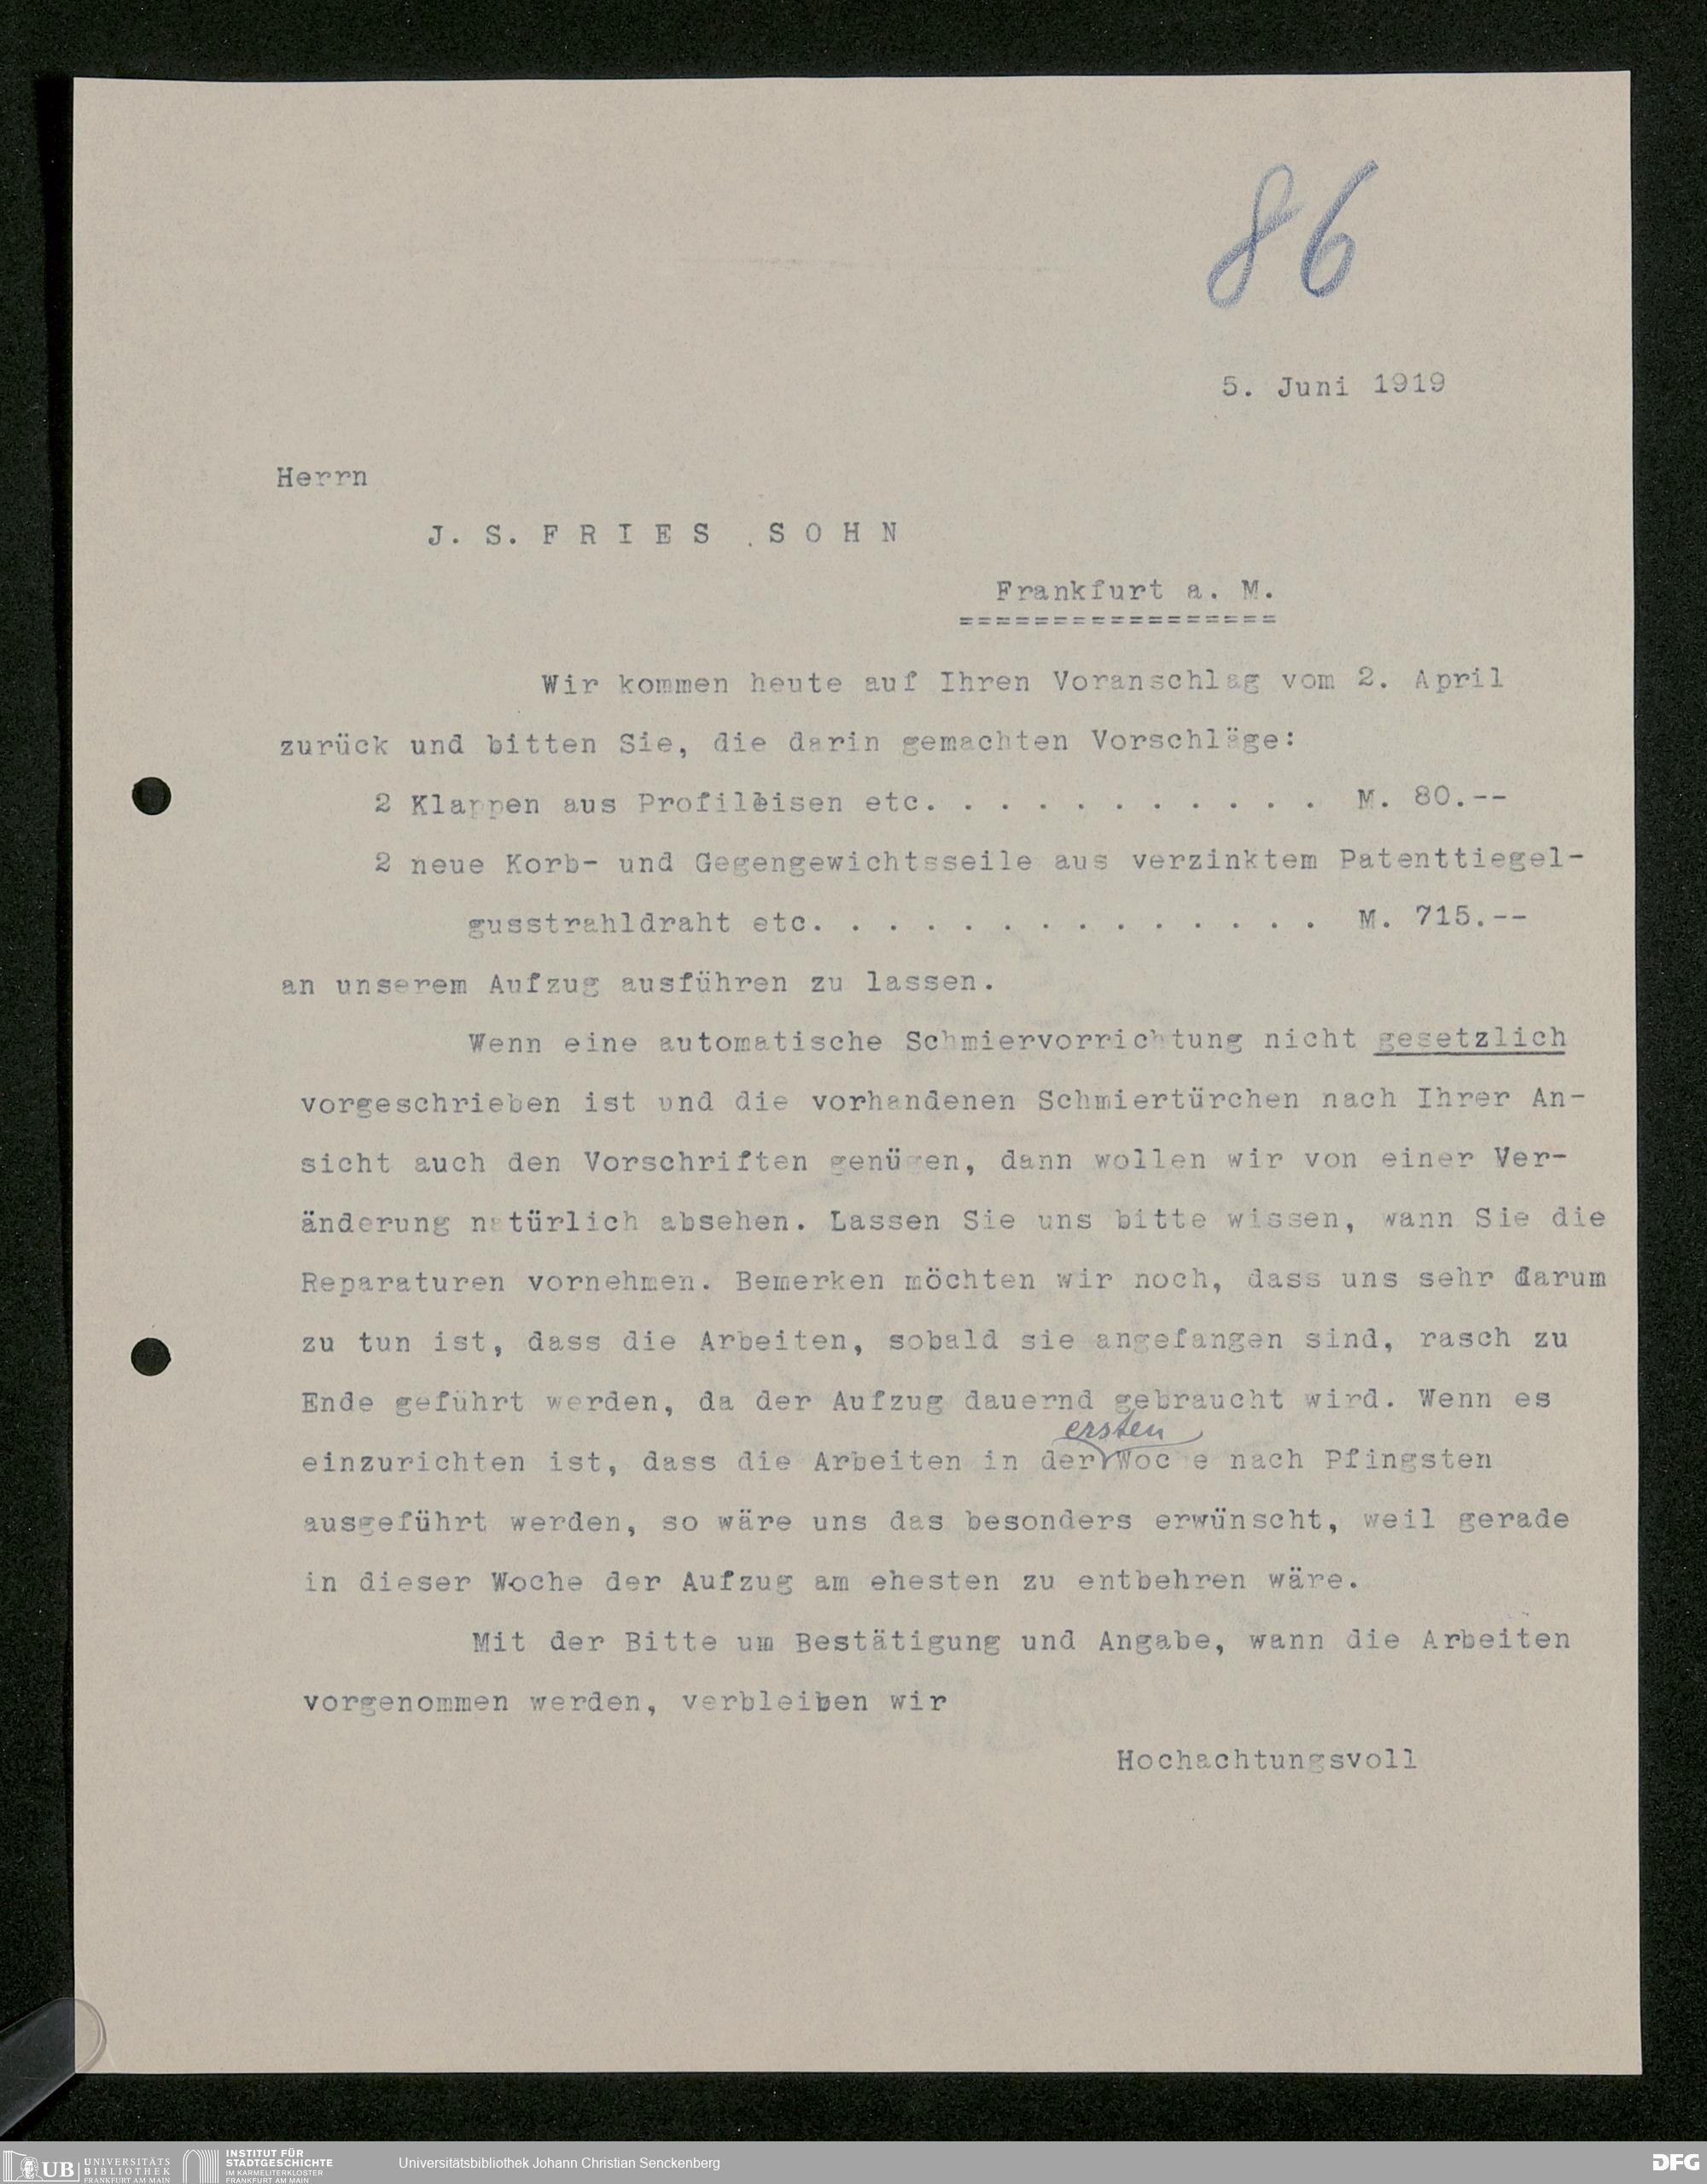 86
5. Juni 1919
Herrn
J. S. FRIES SOHN
Frankfurt a. M.
=================
Wir kommen heute auf Ihren Voranschlag vom 2. April
zurück und bitten Sie, die darin gemachten Vorschläge:
2 Klappen aus Profileisen etc. . . . . . . . . . . M. 80.--
2 neue Korb- und Gegengewichtsseile aus verzinktem Patenttiegel-
gusstrahldraht etc. . . . . . . . . . . . . . M. 715.--
an unserem Aufzug ausführen zu lassen.
Wenn eine automatische Schmiervorrichtung nicht gesetzlich
vorgeschrieben ist und die vorhandenen Schmiertürchen nach Ihrer An-
sicht auch den Vorschriften genügen, dann wollen wir von einer Ver-
änderung natürlich absehen. Lassen Sie uns bitte wissen, wann Sie die
Reparaturen vornehmen. Bemerken möchten wir noch, dass uns sehr darum
zu tun ist, dass die Arbeiten, sobald sie angefangen sind, rasch zu
Ende geführt werden, da der Aufzug dauernd gebraucht wird. Wenn es
ersten
einzurichten ist, dass die Arbeiten in der Woche nach Pfingsten
ausgeführt werden, so wäre uns das besonders erwünscht, weil gerade
in dieser Woche der Aufzug am ehesten zu entbehren wäre.
Mit der Bitte um Bestätigung und Angabe, wann die Arbeiten
vorgenommen werden, verbleiben wir
Hochachtungsvoll
UB UNIVERSITÄTS
BIBLIOTHEK
FRANKFURT AM MAIN
INSTITUT FÜR
STADTGESCHICHTE
IM KARMELITERKLOSTER
FRANKFURT AM MAIN
Universitätsbibliothek Johann Christian Senckenberg
DFG